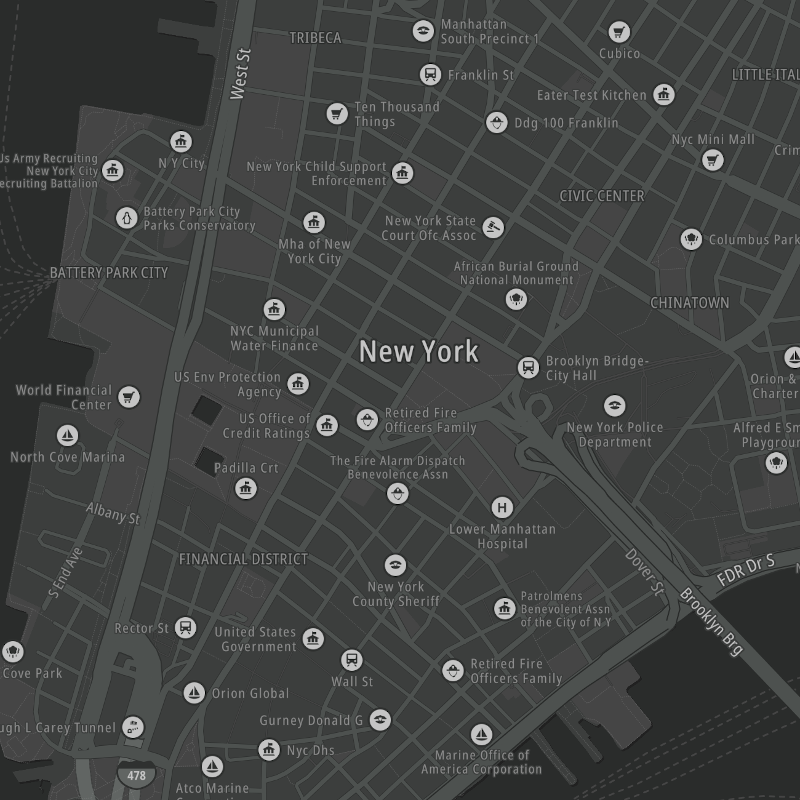 Manhattan
South Precinct 1
TRIBECA
Cubico
West St
Franklin St
LITTLE ITAL
Eater Test Kitchen
Ten Thousand
Things
Ddg 100 Franklin
Nyc Mini Mall
Crim
N Y City
Us Army Recruiting
New York City
ecruiting Battalion
New York Child Support
Enforcement
CIVIC CENTER
Battery Park City
Parks Conservatory
New York State
Court Ofc Assoc
Mha of New
York City
Columbus Park
BATTERY PARK CITY
African Burial Ground
National Monument
CHINATOWN
NYC Municipal
Water Finance
New York
Brooklyn Bridge-
City Hall
US Env Protection
Agency
Orion &
Charter
World Financial
Center
US Office of
Credit Ratings
Retired Fire
Officers Family
New York Police
Department
Alfred E Sm
Playgroun
North Cove Marina
Padilla Crt
The Fire Alarm Dispatch
Benevolence Assn
Albany St
H
Lower Manhattan
Hospital
FINANCIAL DISTRICT
S End Ave
New York
County Sheriff
Dover St
FDR Dr S
Patrolmens
Benevolent Assn
of the City of N Y
Brooklyn Brg
Rector St
United States
Government
Cove Park
Wall St
Retired Fire
Officers Family
Orion Global
ugh L Carey Tunnel
Gurney Donald G
Nyc Dhs
Marine Office of
America Corporation
478
Atco Marine